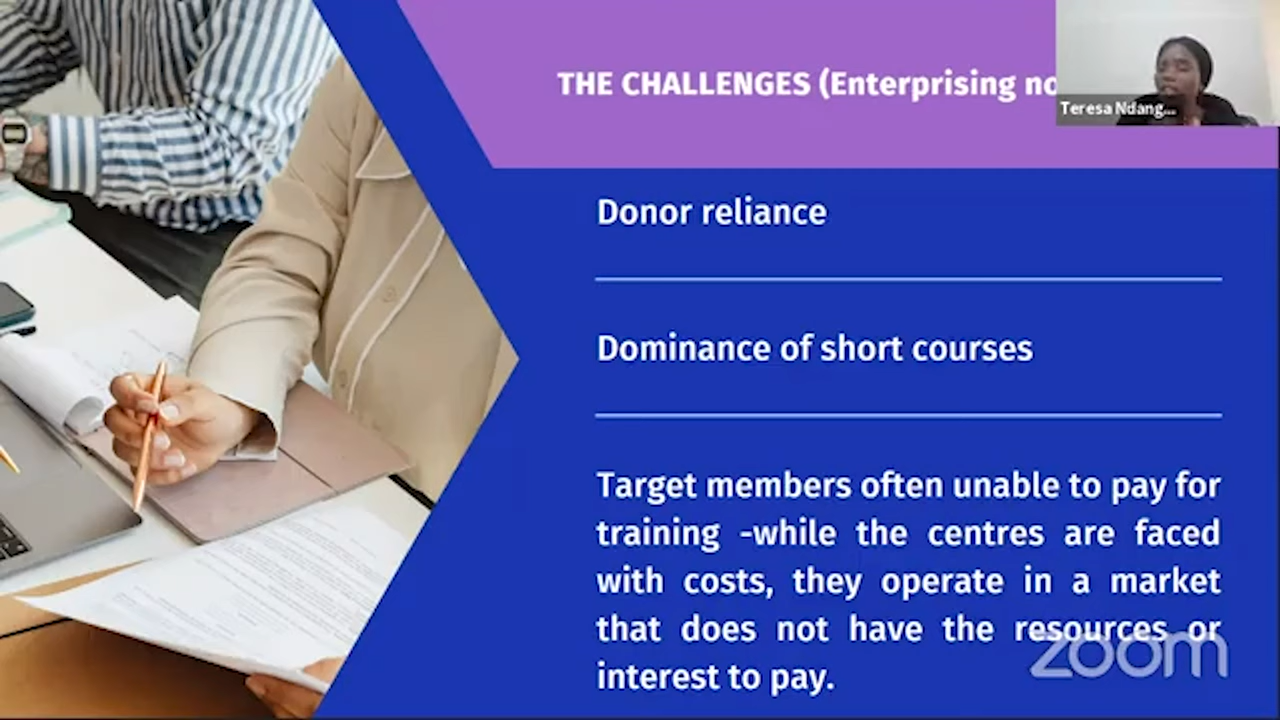 THE CHALLENGES (Enterprising no
Teresa Ndang...
Donor reliance
Dominance of short courses
Target members often unable to pay for
training -while the centres are faced
with costs, they operate in a market
that does not have the resources or
interest to pay.
zoom